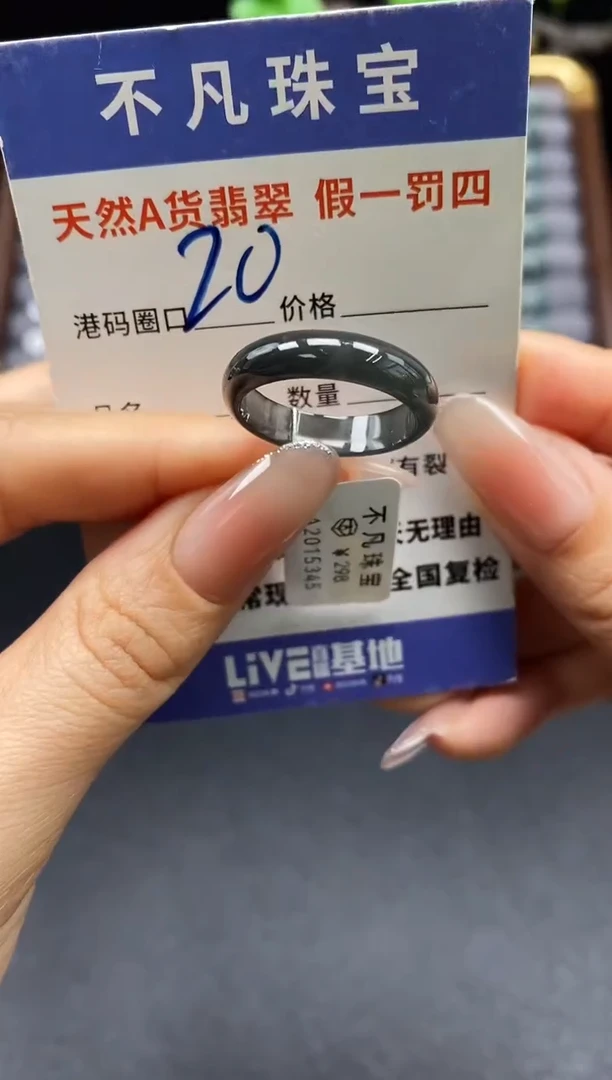 不凡珠宝
天然A货翡翠 假一罚四
港码圈口 20 价格
数量
有裂
无理由
全国复检
不凡珠宝
¥298
A2015345
LIVE 基地